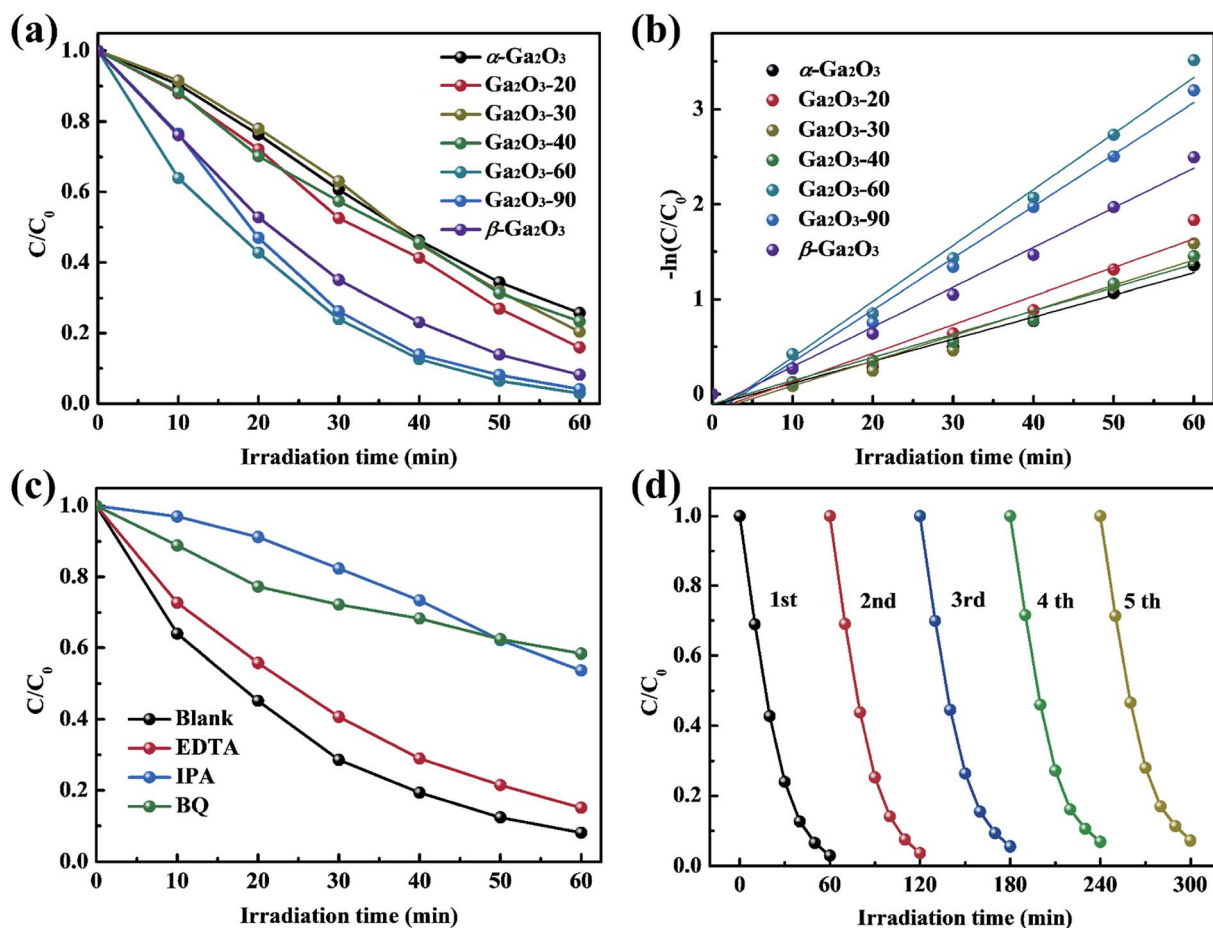 (a)
1.0
0.8
0.6
0.4
0.2
0.0
C/C₀
0 10 20 30 40 50 60
Irradiation time (min)
α-Ga₂O₃
Ga₂O₃-20
Ga₂O₃-30
Ga₂O₃-40
Ga₂O₃-60
Ga₂O₃-90
β-Ga₂O₃
(b)
3
2
1
0
-ln(C/C₀)
0 10 20 30 40 50 60
Irradiation time (min)
α-Ga₂O₃
Ga₂O₃-20
Ga₂O₃-30
Ga₂O₃-40
Ga₂O₃-60
Ga₂O₃-90
β-Ga₂O₃
(c)
1.0
0.8
0.6
0.4
0.2
0.0
C/C₀
0 10 20 30 40 50 60
Irradiation time (min)
Blank
EDTA
IPA
BQ
(d)
1.0
0.8
0.6
0.4
0.2
0.0
C/C₀
1st 2nd 3rd 4 th 5 th
0 60 120 180 240 300
Irradiation time (min)